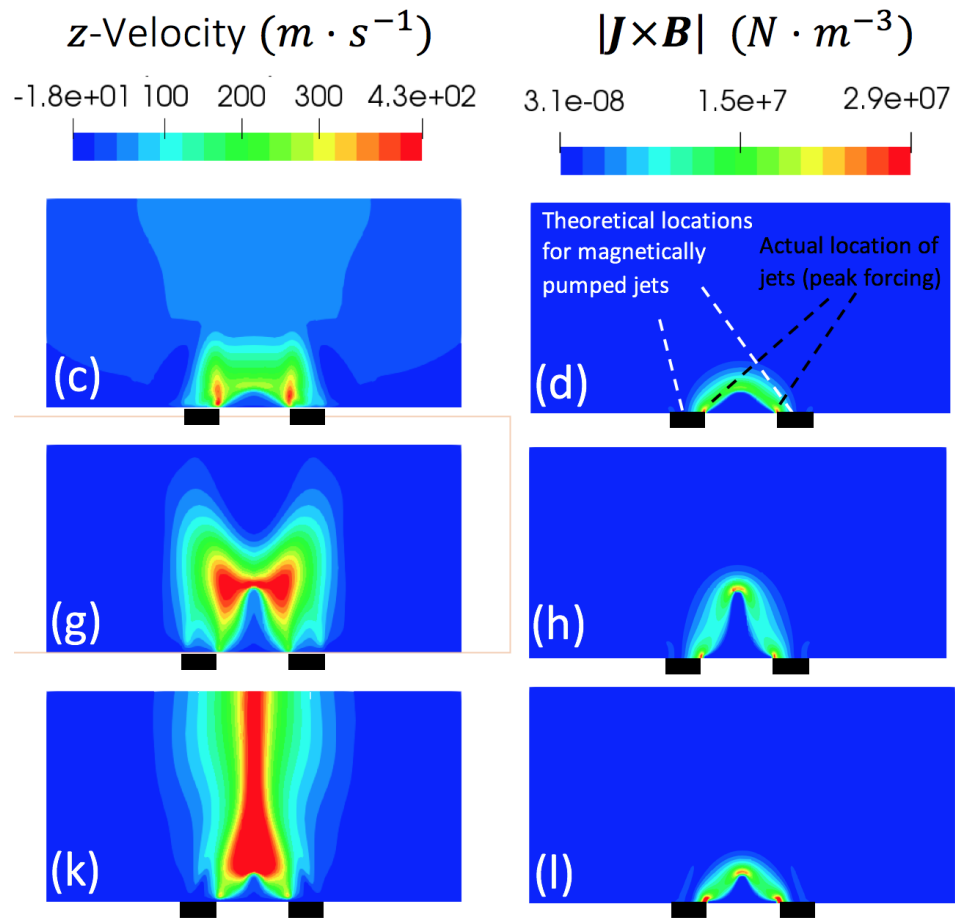 z-Velocity (m · s⁻¹)
|J×B| (N · m⁻³)
-1.8e+01 100 200 300 4.3e+02
3.1e-08 1.5e+7 2.9e+07
Theoretical locations
for magnetically
pumped jets
Actual location of
jets (peak forcing)
(c)
(d)
(g)
(h)
(k)
(l)